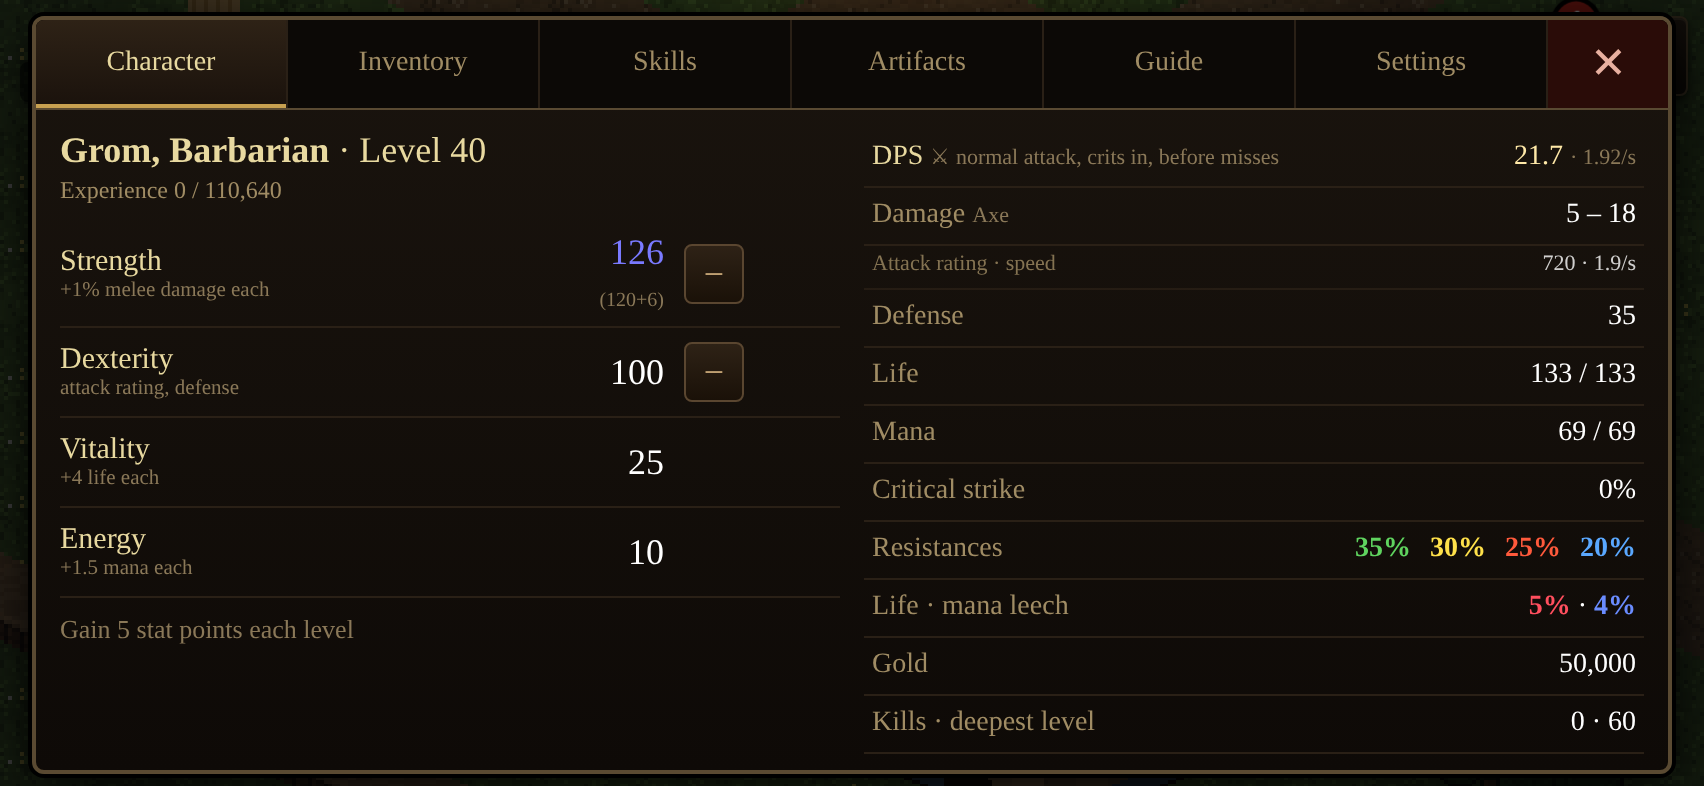 Character Inventory Skills Artifacts Guide Settings ✕
Grom, Barbarian · Level 40
Experience 0 / 110,640
Strength 126 –
+1% melee damage each (120+6)
Dexterity 100 –
attack rating, defense
Vitality 25
+4 life each
Energy 10
+1.5 mana each
Gain 5 stat points each level
DPS ⚔ normal attack, crits in, before misses 21.7 · 1.92/s
Damage Axe 5 – 18
Attack rating · speed 720 · 1.9/s
Defense 35
Life 133 / 133
Mana 69 / 69
Critical strike 0%
Resistances 35% 30% 25% 20%
Life · mana leech 5% · 4%
Gold 50,000
Kills · deepest level 0 · 60